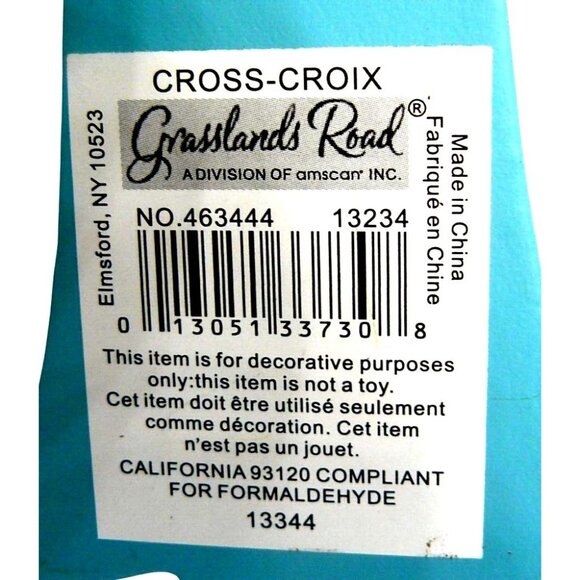 CROSS-CROIX
Grasslands Road®
A DIVISION OF amscan® INC.
Elmsford, NY 10523
Made in China
Fabriqué en Chine
NO.463444 13234
0 13051 33730 8
This item is for decorative purposes
only:this item is not a toy.
Cet item doit être utilisé seulement
comme décoration. Cet item
n'est pas un jouet.
CALIFORNIA 93120 COMPLIANT
FOR FORMALDEHYDE
13344